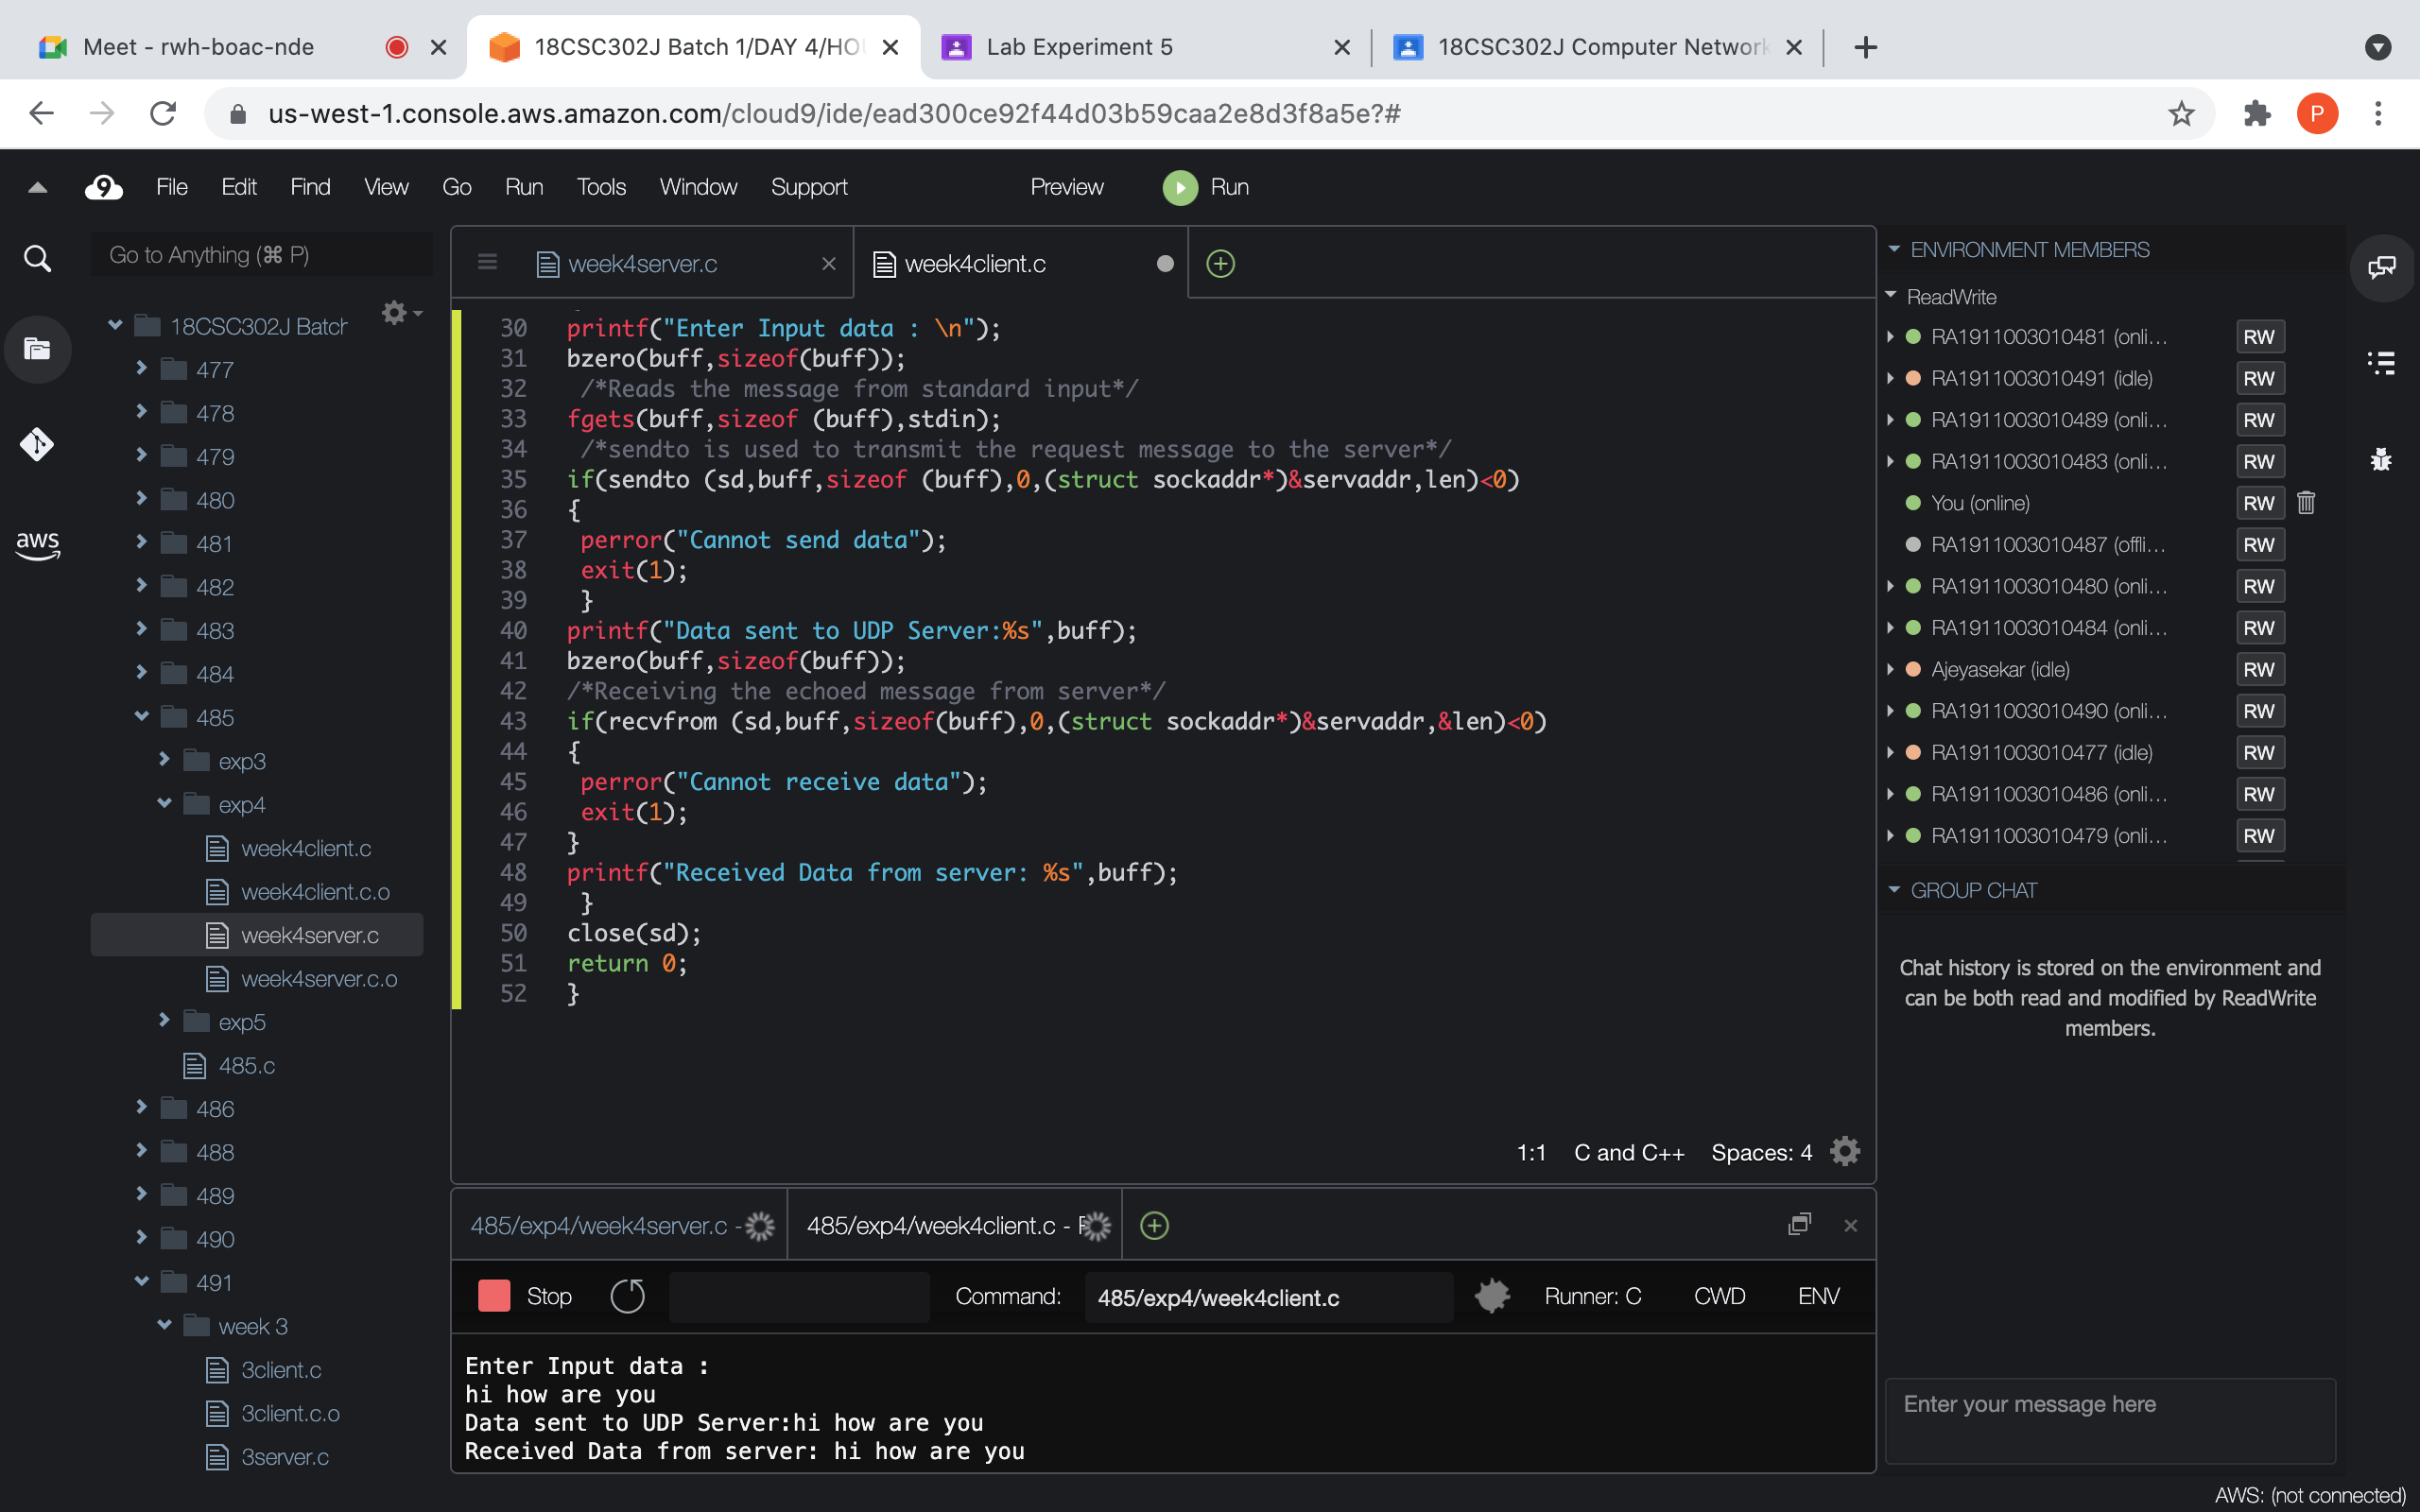 Meet - rwh-boac-nde
18CSC302J Batch 1/DAY 4/HO
Lab Experiment 5
18CSC302J Computer Network
us-west-1.console.aws.amazon.com/cloud9/ide/ead300ce92f44d03b59caa2e8d3f8a5e?#
P
9 File Edit Find View Go Run Tools Window Support Preview Run
Go to Anything (⌘ P)
aws
18CSC302J Batch
477
478
479
480
481
482
483
484
485
exp3
exp4
week4client.c
week4client.c.o
week4server.c
week4server.c.o
exp5
485.c
486
488
489
490
491
week 3
3client.c
3client.c.o
3server.c
week4server.c
week4client.c
30 printf("Enter Input data : \n");
31 bzero(buff,sizeof(buff));
32 /*Reads the message from standard input*/
33 fgets(buff,sizeof (buff),stdin);
34 /*sendto is used to transmit the request message to the server*/
35 if(sendto (sd,buff,sizeof (buff),0,(struct sockaddr*)&servaddr,len)<0)
36 {
37 perror("Cannot send data");
38 exit(1);
39 }
40 printf("Data sent to UDP Server:%s",buff);
41 bzero(buff,sizeof(buff));
42 /*Receiving the echoed message from server*/
43 if(recvfrom (sd,buff,sizeof(buff),0,(struct sockaddr*)&servaddr,&len)<0)
44 {
45 perror("Cannot receive data");
46 exit(1);
47 }
48 printf("Received Data from server: %s",buff);
49 }
50 close(sd);
51 return 0;
52 }
1:1 C and C++ Spaces: 4
485/exp4/week4server.c -
485/exp4/week4client.c -
Stop Command: 485/exp4/week4client.c Runner: C CWD ENV
Enter Input data :
hi how are you
Data sent to UDP Server:hi how are you
Received Data from server: hi how are you
ENVIRONMENT MEMBERS
ReadWrite
RA1911003010481 (onli... RW
RA1911003010491 (idle) RW
RA1911003010489 (onli... RW
RA1911003010483 (onli... RW
You (online) RW
RA1911003010487 (offli... RW
RA1911003010480 (onli... RW
RA1911003010484 (onli... RW
Ajeyasekar (idle) RW
RA1911003010490 (onli... RW
RA1911003010477 (idle) RW
RA1911003010486 (onli... RW
RA1911003010479 (onli... RW
GROUP CHAT
Chat history is stored on the environment and
can be both read and modified by ReadWrite
members.
Enter your message here
AWS: (not connected)